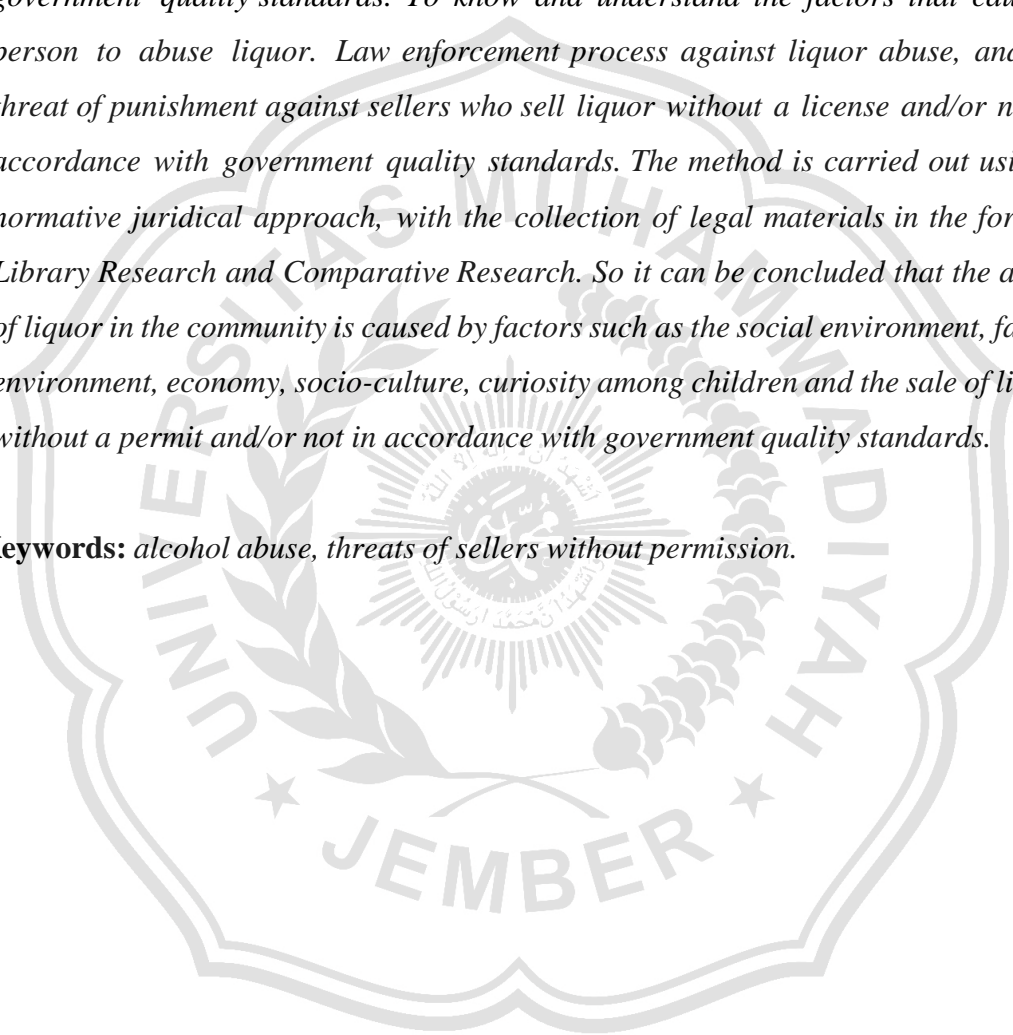 government quality standards. To know and understand the factors that cau
person to abuse liquor. Law enforcement process against liquor abuse, and
threat of punishment against sellers who sell liquor without a license and/or n
accordance with government quality standards. The method is carried out usi
normative juridical approach, with the collection of legal materials in the for
Library Research and Comparative Research. So it can be concluded that the a
of liquor in the community is caused by factors such as the social environment, fa
environment, economy, socio-culture, curiosity among children and the sale of li
without a permit and/or not in accordance with government quality standards.
eywords: alcohol abuse, threats of sellers without permission.
UNIVERSITAS MUHAMMADIYAH
JEMBER